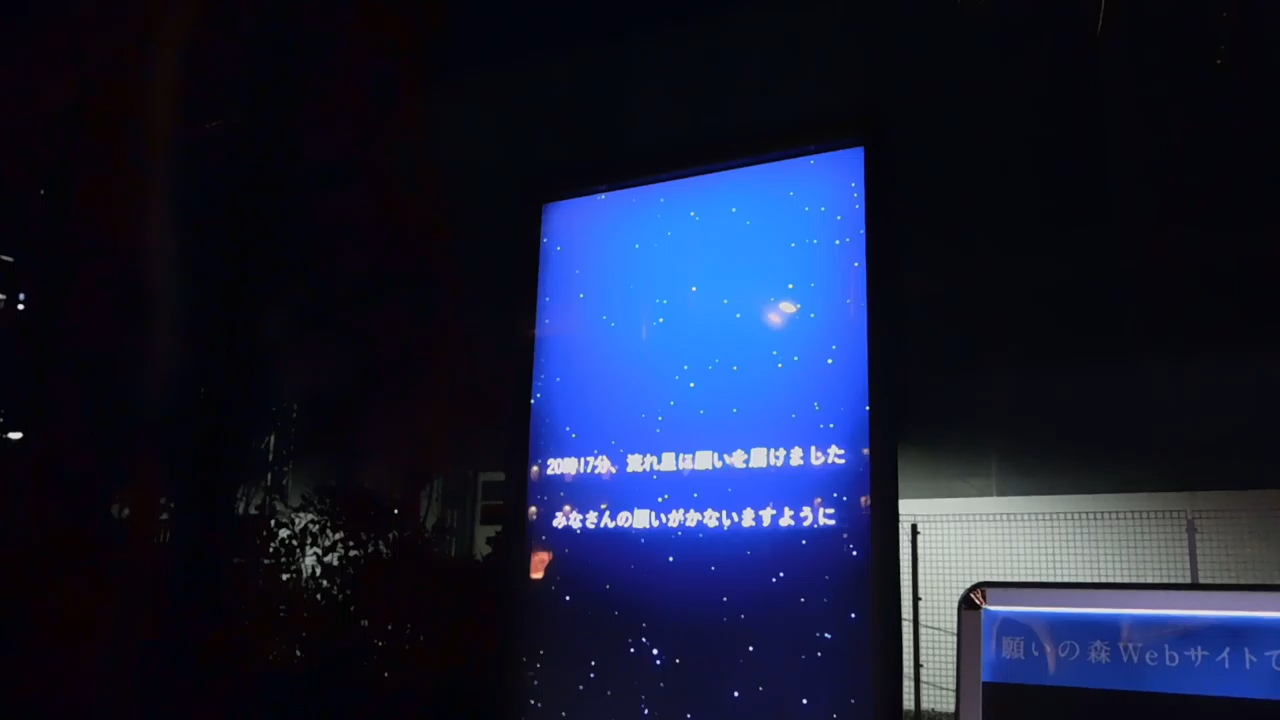 20時17分、流れ星に願いを届けました
みなさんの願いがかないますように
願いの森Webサイトで